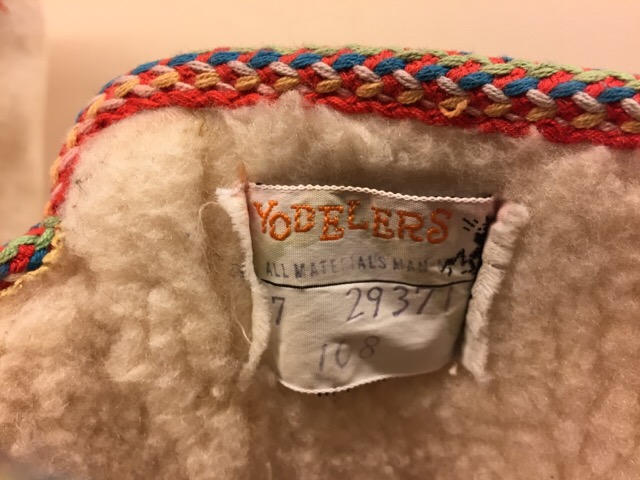 YODELERS
ALL MATERIALS MAN
7 29371
108